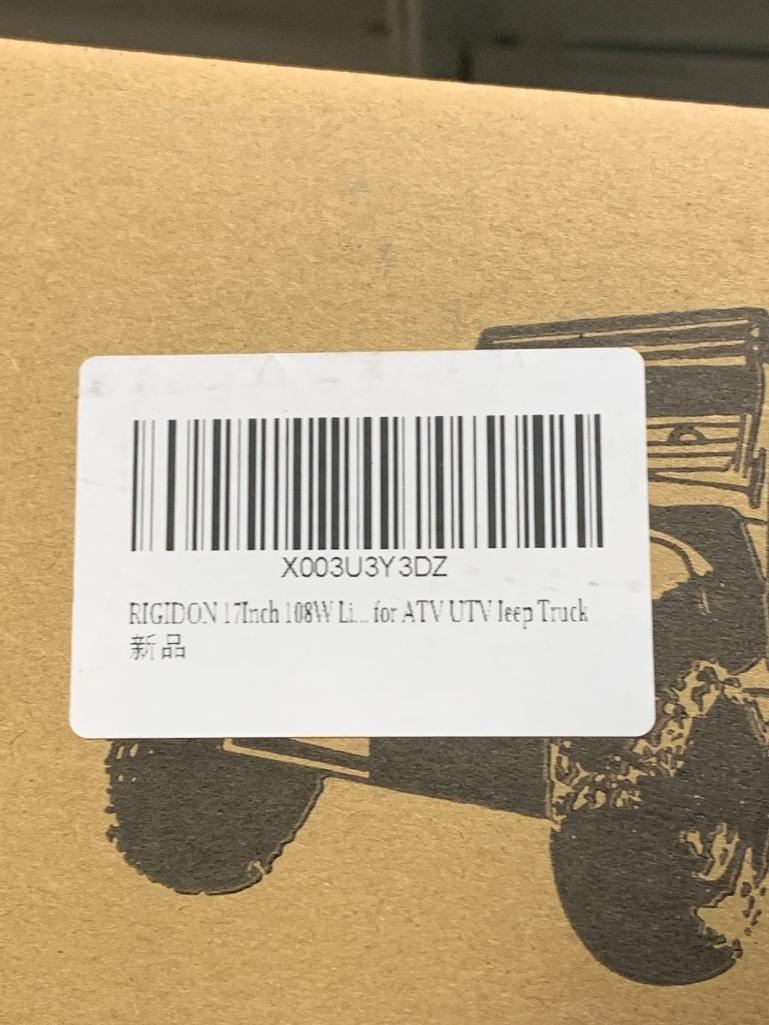 X003U3Y3DZ
RIGIDON 17Inch 108W Li... for ATV UTV Jeep Truck
新品